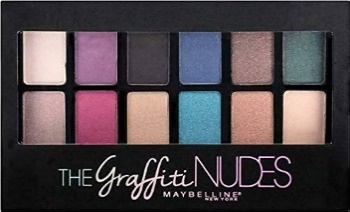 THE Graffiti NUDES
MAYBELLINE®
NEW YORK